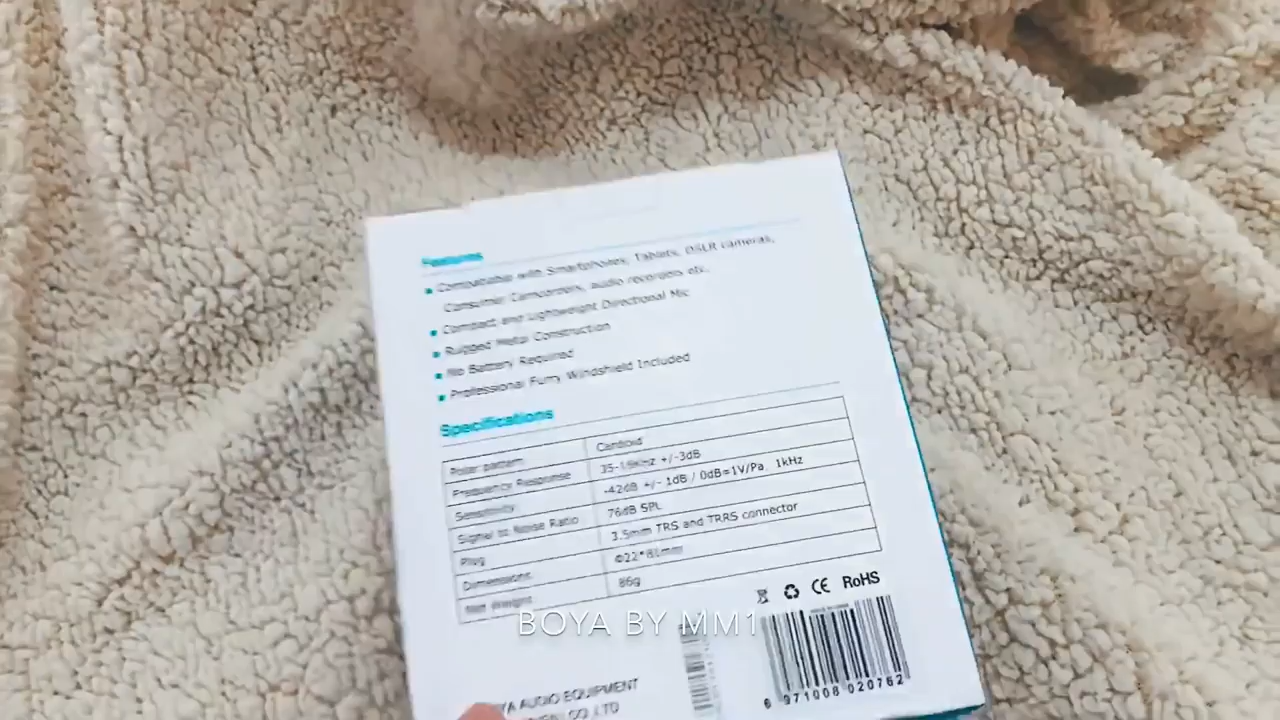 Features
Compatible with Smartphones, Tablets, DSLR cameras,
Consumer Camcorders, audio recorders etc.
Compact and Lightweight Directional Mic
Rugged Metal Construction
No Battery Required
Professional Furry Windshield Included
Specifications
Polar pattern Cardioid
Frequency Response 35-18KHz +/-3dB
Sensitivity -42dB +/- 1dB / 0dB=1V/Pa, 1kHz
Signal to Noise Ratio 76dB SPL
Plug 3.5mm TRS and TRRS connector
Dimensions Φ22*81mm
Net Weight 86g
CE RoHS
BOYA BY MM1
6 971008 020762
YA AUDIO EQUIPMENT
CO.,LTD